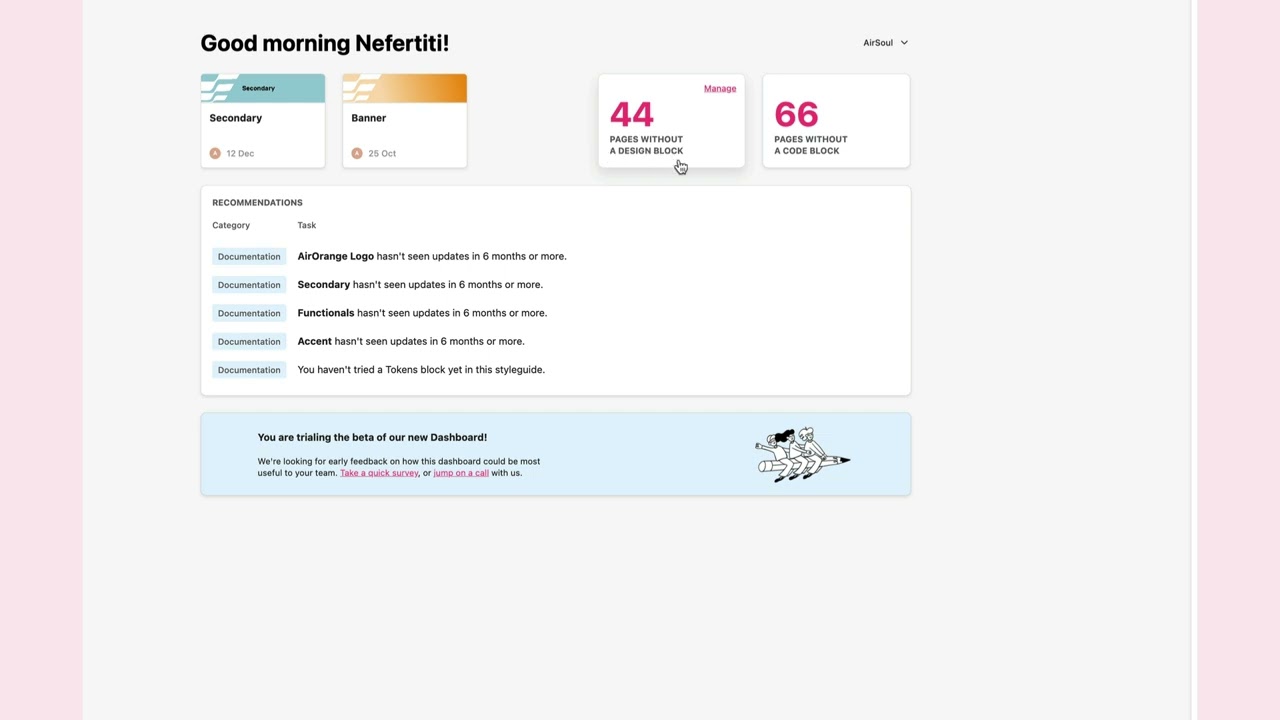 Good morning Nefertiti!
AirSoul
Secondary
Secondary
12 Dec
Banner
25 Oct
Manage
44
PAGES WITHOUT
A DESIGN BLOCK
66
PAGES WITHOUT
A CODE BLOCK
RECOMMENDATIONS
Category Task
Documentation AirOrange Logo hasn't seen updates in 6 months or more.
Documentation Secondary hasn't seen updates in 6 months or more.
Documentation Functionals hasn't seen updates in 6 months or more.
Documentation Accent hasn't seen updates in 6 months or more.
Documentation You haven't tried a Tokens block yet in this styleguide.
You are trialing the beta of our new Dashboard!
We're looking for early feedback on how this dashboard could be most
useful to your team. Take a quick survey, or jump on a call with us.